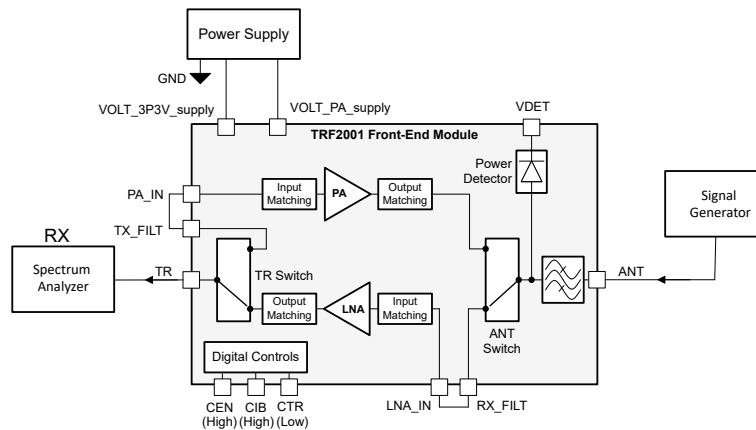 Power Supply
GND
VOLT_3P3V_supply
VOLT_PA_supply
VDET
TRF2001 Front-End Module
Power
Detector
PA_IN
Input
Matching
PA
Output
Matching
Signal
Generator
TX_FILT
RX
Spectrum
Analyzer
TR
TR Switch
ANT
Output
Matching
LNA
Input
Matching
ANT
Switch
Digital Controls
CEN
(High)
CIB
(High)
CTR
(Low)
LNA_IN
RX_FILT